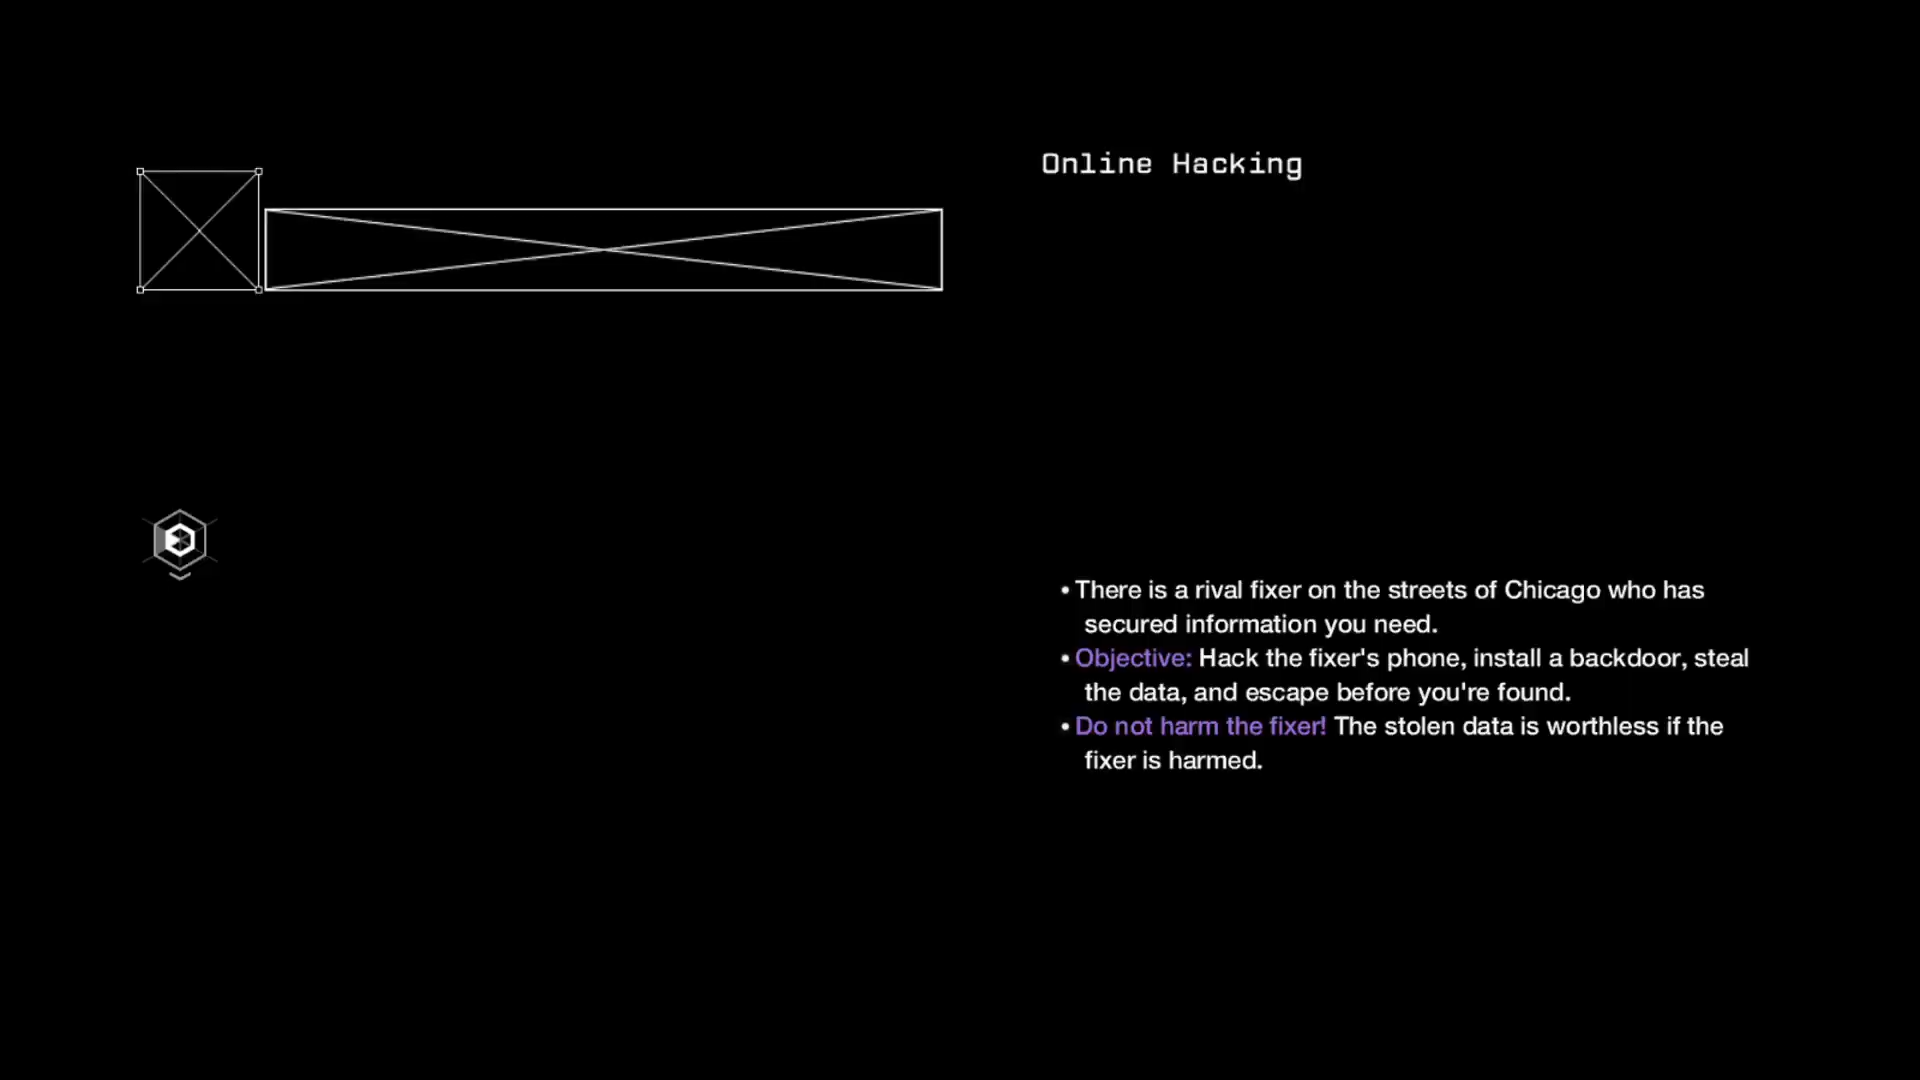 Online Hacking
• There is a rival fixer on the streets of Chicago who has
secured information you need.
• Objective: Hack the fixer's phone, install a backdoor, steal
the data, and escape before you're found.
• Do not harm the fixer! The stolen data is worthless if the
fixer is harmed.